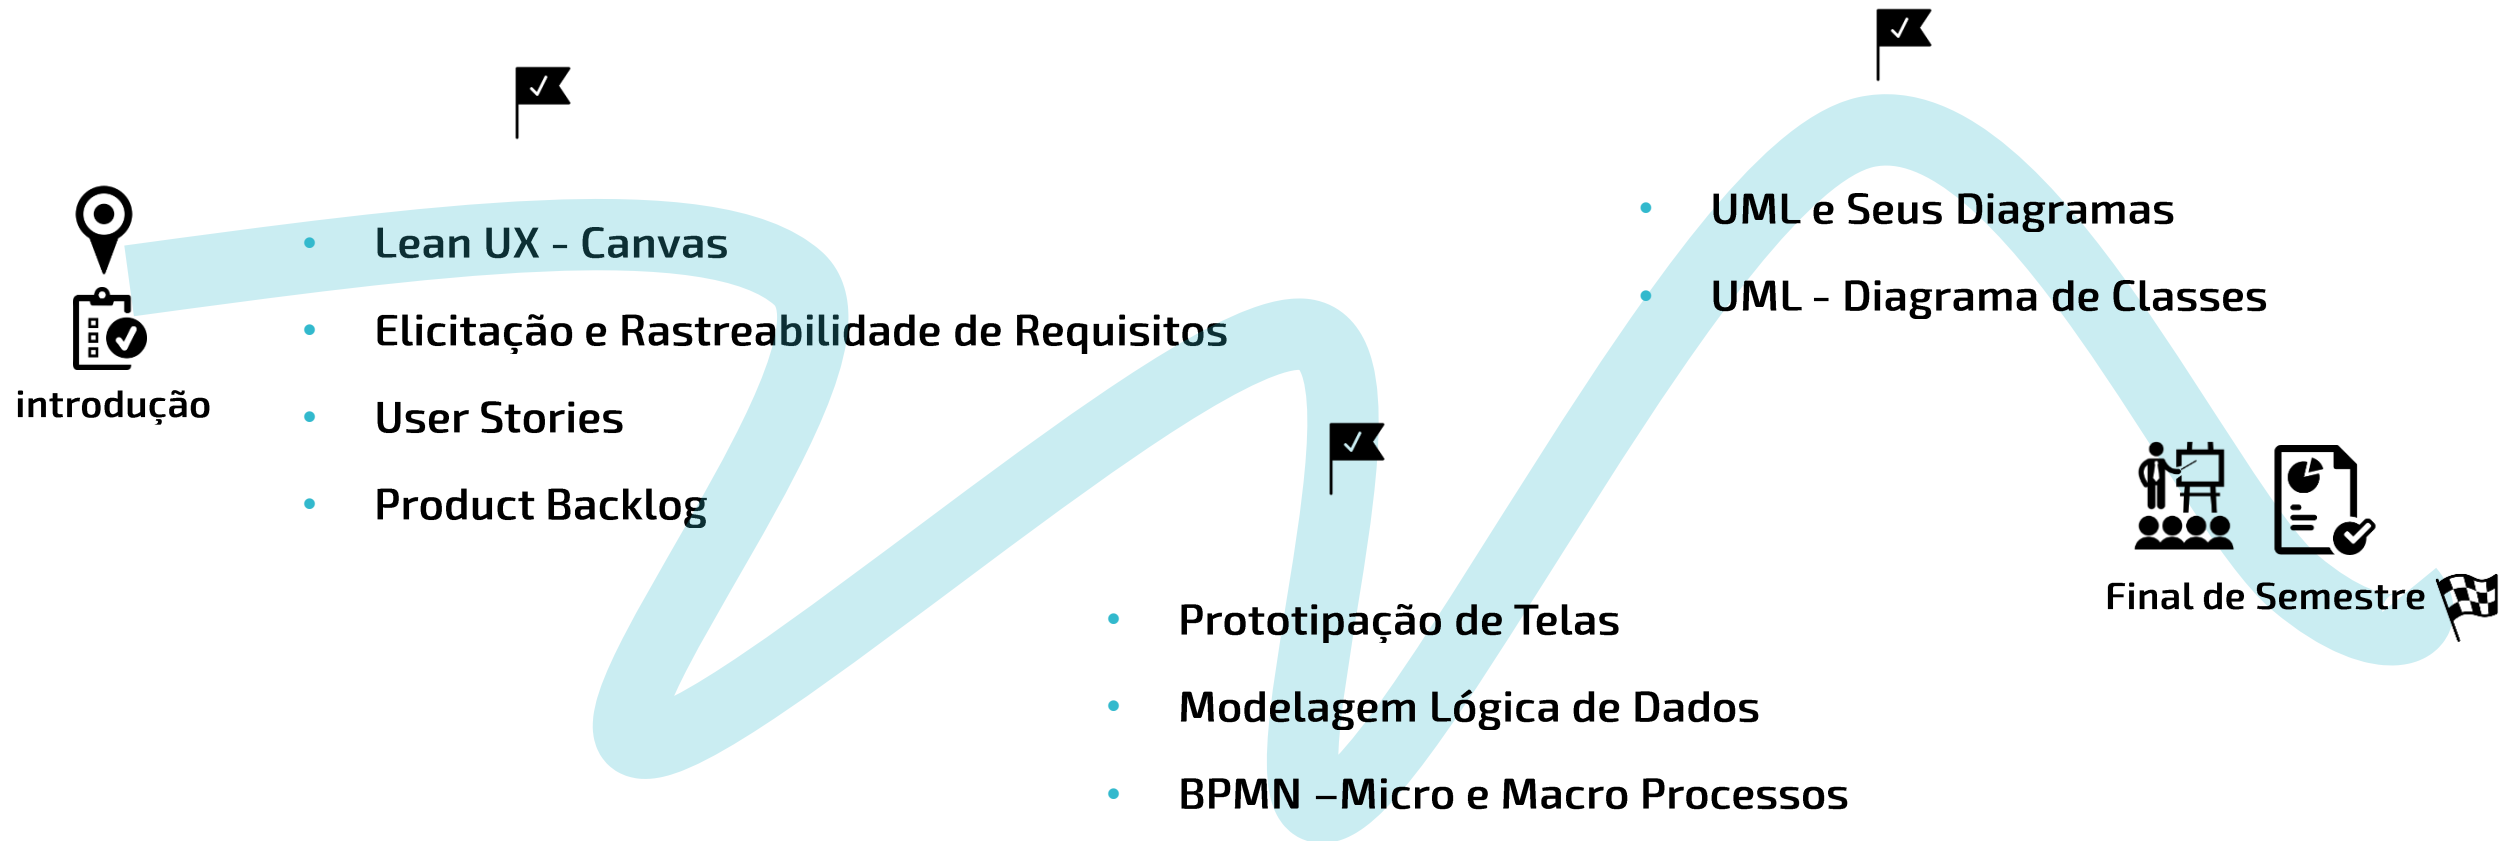 introdução
Lean UX - Canvas
Elicitação e Rastreabilidade de Requisitos
User Stories
Product Backlog
Prototipação de Telas
Modelagem Lógica de Dados
BPMN –Micro e Macro Processos
UML e Seus Diagramas
UML - Diagrama de Classes
Final de Semestre